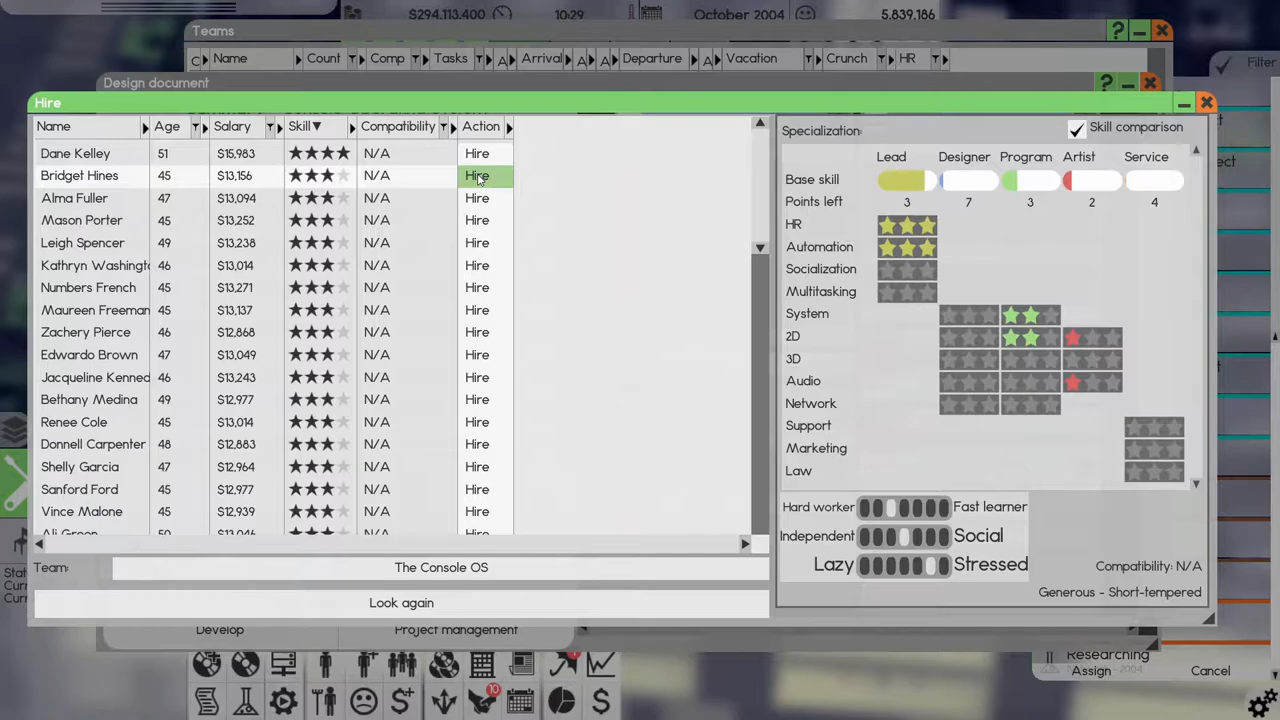 $294,113,400 10:29 October 2004 5,839,186
Teams
Name Count Comp Tasks Arrival Departure Vacation Crunch HR
Filter
Design document
Hire
Name Age Salary Skill▼ Compatibility Action
Dane Kelley 51 $15,983 ★★★★ N/A Hire
Bridget Hines 45 $13,156 ★★★★ N/A Hire
Alma Fuller 47 $13,094 ★★★★ N/A Hire
Mason Porter 45 $13,252 ★★★★ N/A Hire
Leigh Spencer 49 $13,238 ★★★★ N/A Hire
Kathryn Washingt 46 $13,014 ★★★★ N/A Hire
Numbers French 45 $13,271 ★★★★ N/A Hire
Maureen Freeman 45 $13,137 ★★★★ N/A Hire
Zachery Pierce 46 $12,868 ★★★★ N/A Hire
Edwardo Brown 47 $13,049 ★★★★ N/A Hire
Jacqueline Kenned 46 $13,243 ★★★★ N/A Hire
Bethany Medina 49 $12,977 ★★★★ N/A Hire
Renee Cole 45 $13,014 ★★★★ N/A Hire
Donnell Carpenter 48 $12,883 ★★★★ N/A Hire
Shelly Garcia 47 $12,964 ★★★★ N/A Hire
Sanford Ford 45 $12,977 ★★★★ N/A Hire
Vince Malone 45 $12,939 ★★★★ N/A Hire
Ali Green 50 $13,046 N/A Hire
Team: The Console OS
Look again
Specialization: Skill comparison
Lead Designer Program Artist Service
Base skill
Points left 3 7 3 2 4
HR
Automation
Socialization
Multitasking
System
2D
3D
Audio
Network
Support
Marketing
Law
Hard worker Fast learner
Independent Social
Lazy Stressed
Compatibility: N/A
Generous - Short-tempered
Develop Project management
Researching
Assign Cancel
10